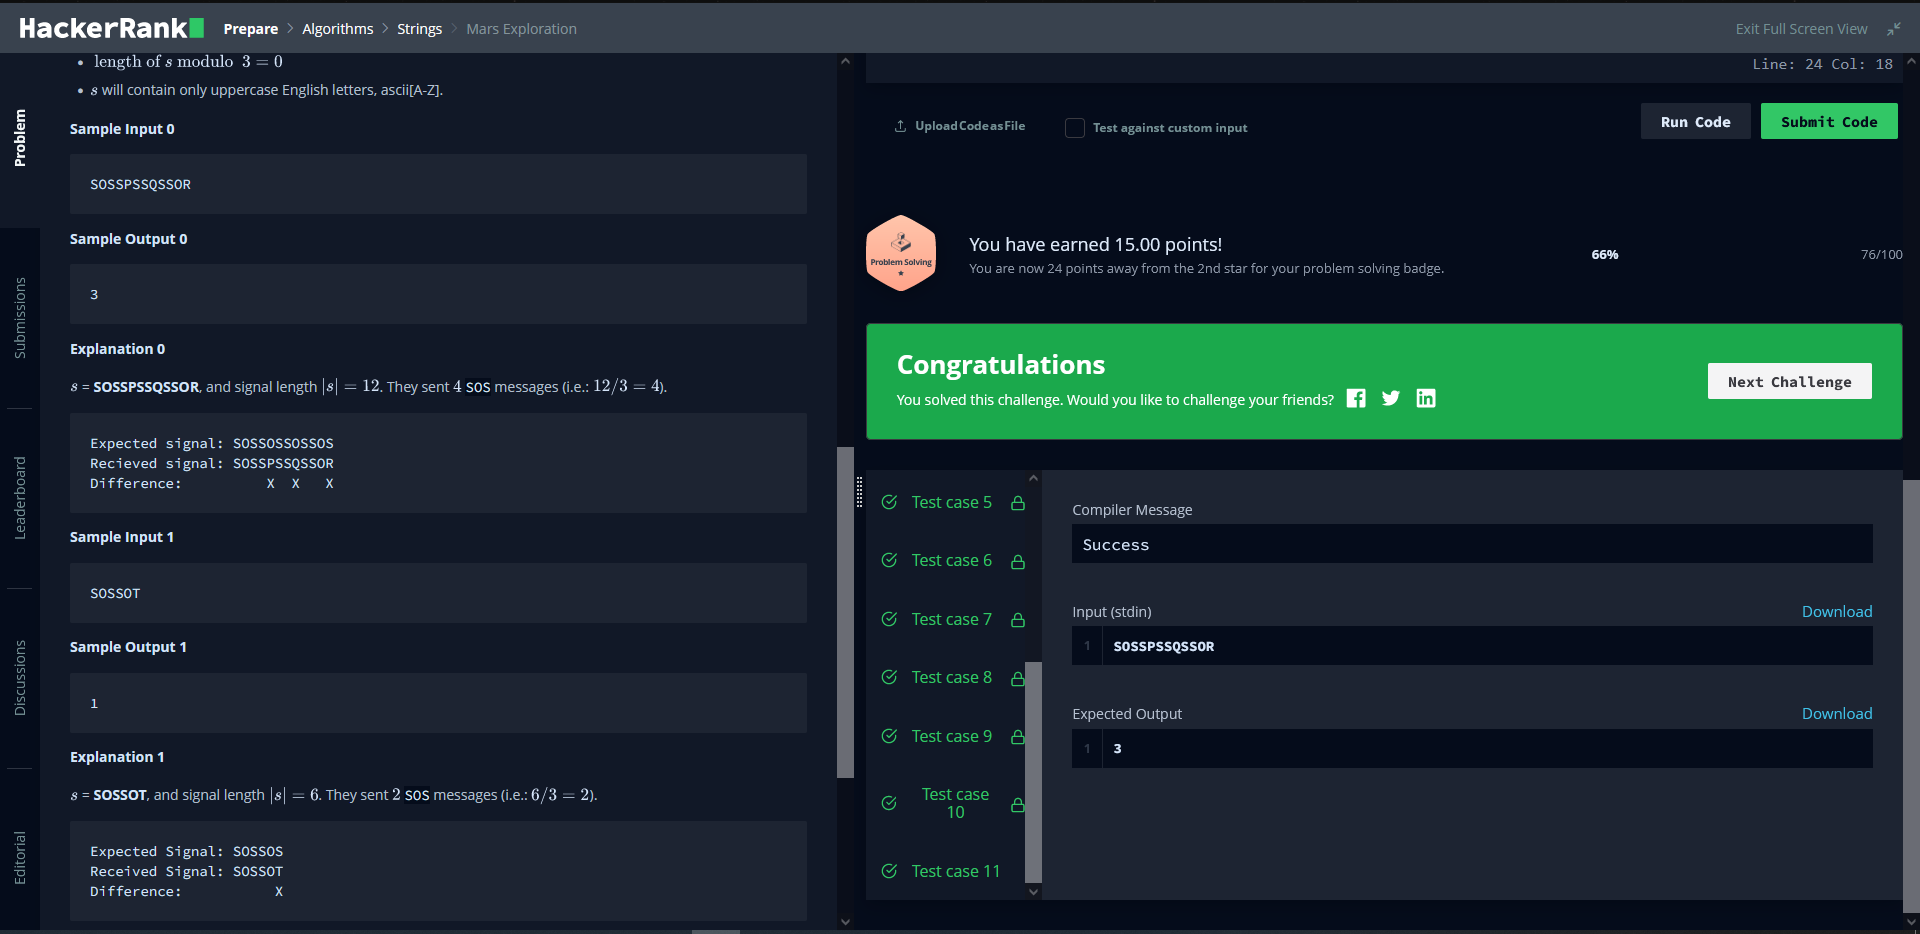 HackerRank Prepare > Algorithms > Strings > Mars Exploration
Exit Full Screen View
Problem
Submissions
Leaderboard
Discussions
Editorial
length of s modulo 3 = 0
s will contain only uppercase English letters, ascii[A-Z].
Sample Input 0
SOSSPSSQSSOR
Sample Output 0
3
Explanation 0
s = SOSSPSSQSSOR, and signal length |s| = 12. They sent 4 SOS messages (i.e.: 12/3 = 4).
Expected signal: SOSSOSSOSSOS
Recieved signal: SOSSPSSQSSOR
Difference: X X X
Sample Input 1
SOSSOT
Sample Output 1
1
Explanation 1
s = SOSSOT, and signal length |s| = 6. They sent 2 SOS messages (i.e.: 6/3 = 2).
Expected Signal: SOSSOS
Received Signal: SOSSOT
Difference: X
Line: 24 Col: 18
Upload Code as File
Test against custom input
Run Code
Submit Code
Problem Solving
You have earned 15.00 points!
You are now 24 points away from the 2nd star for your problem solving badge.
66%
76/100
Congratulations
You solved this challenge. Would you like to challenge your friends?
Next Challenge
Test case 5
Test case 6
Test case 7
Test case 8
Test case 9
Test case
10
Test case 11
Compiler Message
Success
Input (stdin)
Download
1 SOSSPSSQSSOR
Expected Output
Download
1 3